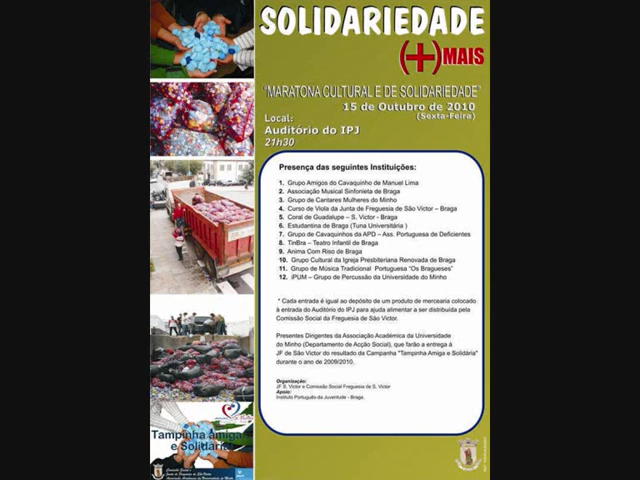 SOLIDARIEDADE
(+) MAIS
"MARATONA CULTURAL E DE SOLIDARIEDADE"
15 de Outubro de 2010
(Sexta-Feira)
Local:
Auditório do IPJ
21h30
Presença das seguintes Instituições:
1. Grupo Amigos do Cavaquinho de Manuel Lima
2. Associação Musical Sinfonieta de Braga
3. Grupo de Cantares Mulheres do Minho
4. Curso de Viola da Junta de Freguesia de São Victor – Braga
5. Coral de Guadalupe – S. Victor - Braga
6. Estudantina de Braga (Tuna Universitária )
7. Grupo de Cavaquinhos da APD – Ass. Portuguesa de Deficientes
8. TinBra – Teatro Infantil de Braga
9. Anima Com Riso de Braga
10. Grupo Cultural da Igreja Presbiteriana Renovada de Braga
11. Grupo de Música Tradicional Portuguesa "Os Bragueses"
12. iPUM – Grupo de Percussão da Universidade do Minho
* Cada entrada é igual ao depósito de um produto de mercearia colocado
à entrada do Auditório do IPJ para ajuda alimentar a ser distribuída pela
Comissão Social da Freguesia de São Victor.
Presentes Dirigentes da Associação Académica da Universidade
do Minho (Departamento de Acção Social), que farão a entrega à
JF de São Victor do resultado da Campanha "Tampinha Amiga e Solidária"
durante o ano de 2009/2010.
Organização:
JF S. Victor e Comissão Social Freguesia de S. Victor
Apoio:
Instituto Português da Juventude - Braga.
Tampinha amiga
e Solidária